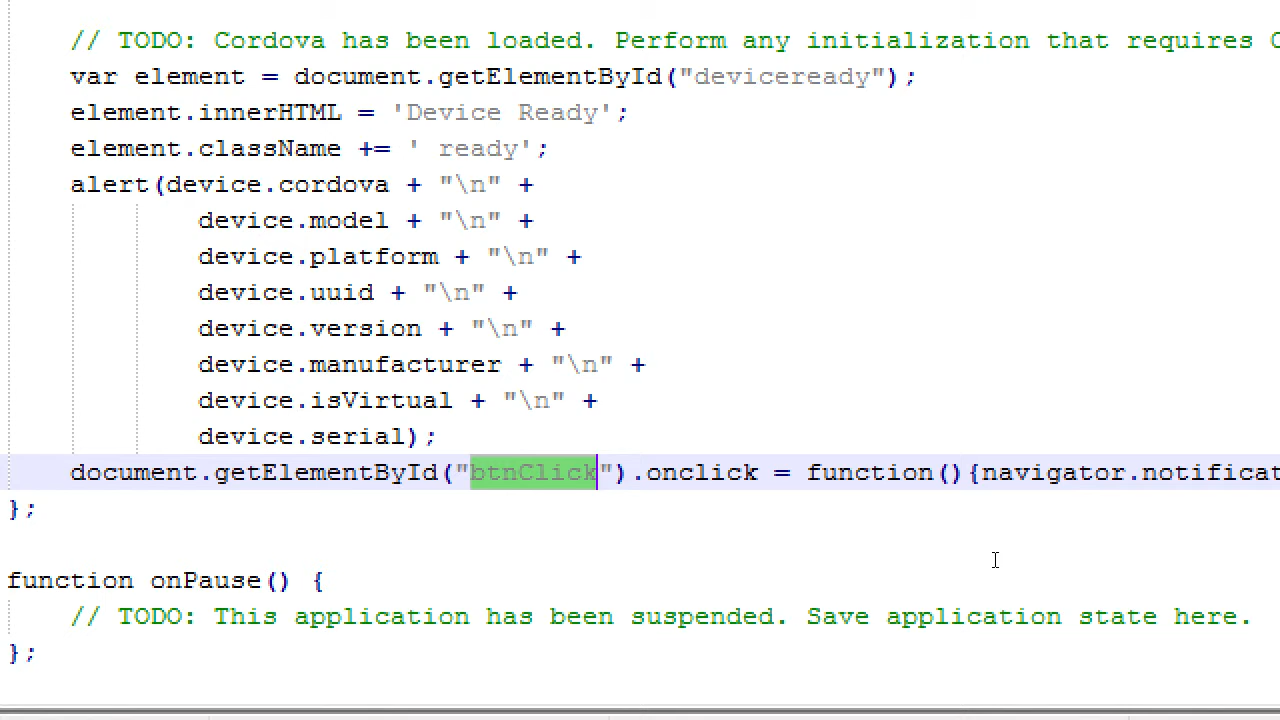 // TODO: Cordova has been loaded. Perform any initialization that requires
var element = document.getElementById("deviceready");
element.innerHTML = 'Device Ready';
element.className += ' ready';
alert(device.cordova + "\n" +
device.model + "\n" +
device.platform + "\n" +
device.uuid + "\n" +
device.version + "\n" +
device.manufacturer + "\n" +
device.isVirtual + "\n" +
device.serial);
document.getElementById("btnClick").onclick = function(){navigator.notificat
};
function onPause() {
// TODO: This application has been suspended. Save application state here.
};